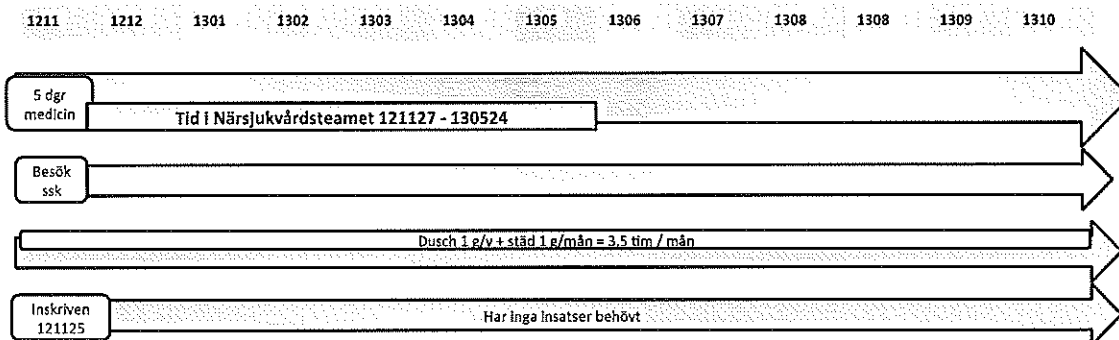 1211 1212 1301 1302 1303 1304 1305 1306 1307 1308 1308 1309 1310
5 dgr
medicin
Tid i Närsjukvårdsteamet 121127 - 130524
Besök
ssk
Dusch 1 g/v + städ 1 g/mån = 3,5 tim / mån
Inskriven
121125
Har inga insatser behövt